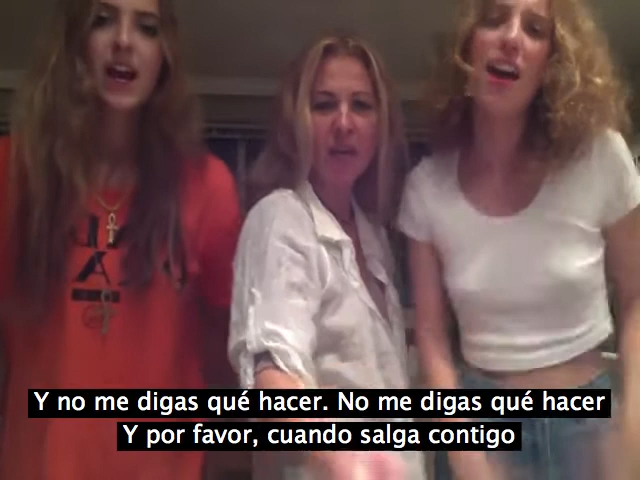 Y no me digas qué hacer. No me digas qué hacer
Y por favor, cuando salga contigo